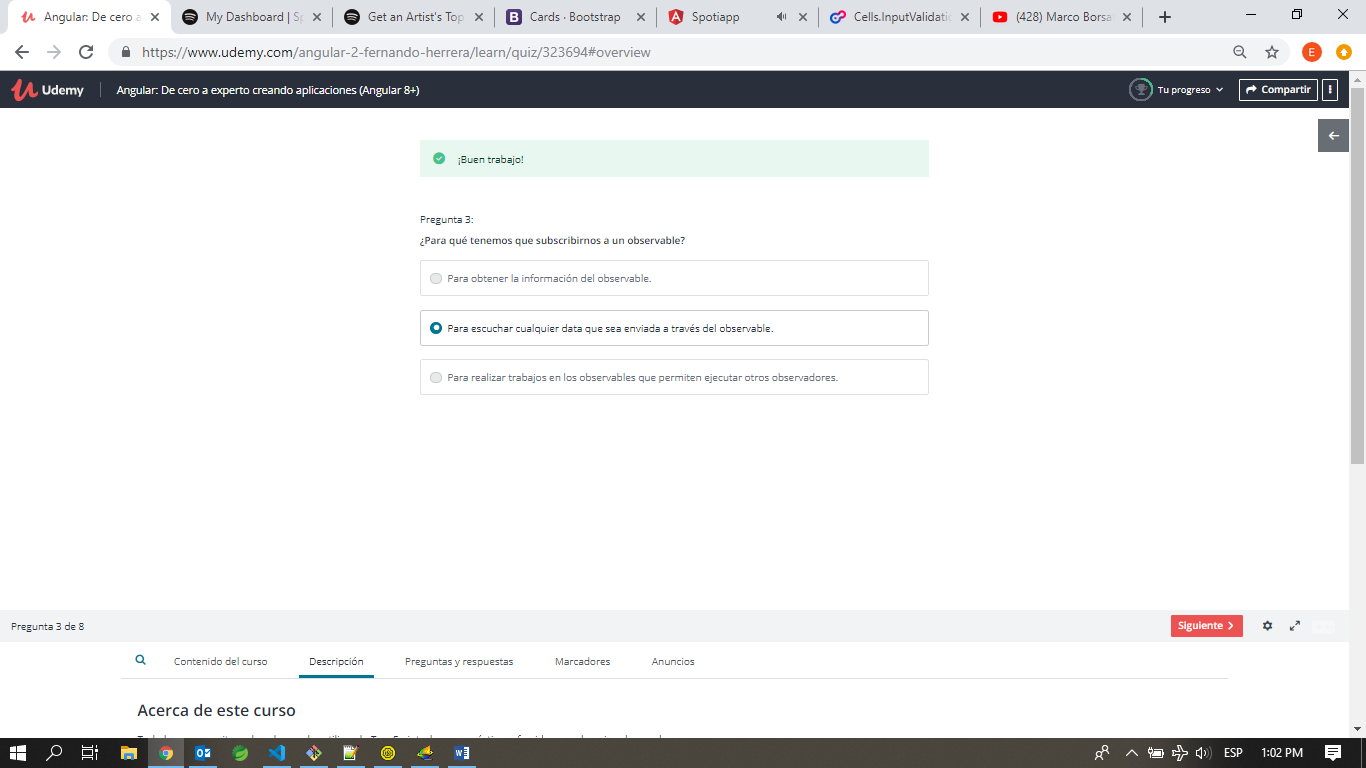 Angular: De cero a
My Dashboard | Sp
Get an Artist's Top
Cards · Bootstrap
Spotiapp
Cells.InputValidatio
(428) Marco Borsa
https://www.udemy.com/angular-2-fernando-herrera/learn/quiz/323694#overview
E
Udemy
Angular: De cero a experto creando aplicaciones (Angular 8+)
Tu progreso
Compartir
¡Buen trabajo!
Pregunta 3:
¿Para qué tenemos que subscribirnos a un observable?
Para obtener la información del observable.
Para escuchar cualquier data que sea enviada a través del observable.
Para realizar trabajos en los observables que permiten ejecutar otros observadores.
Pregunta 3 de 8
Siguiente
Contenido del curso
Descripción
Preguntas y respuestas
Marcadores
Anuncios
Acerca de este curso
ESP
1:02 PM